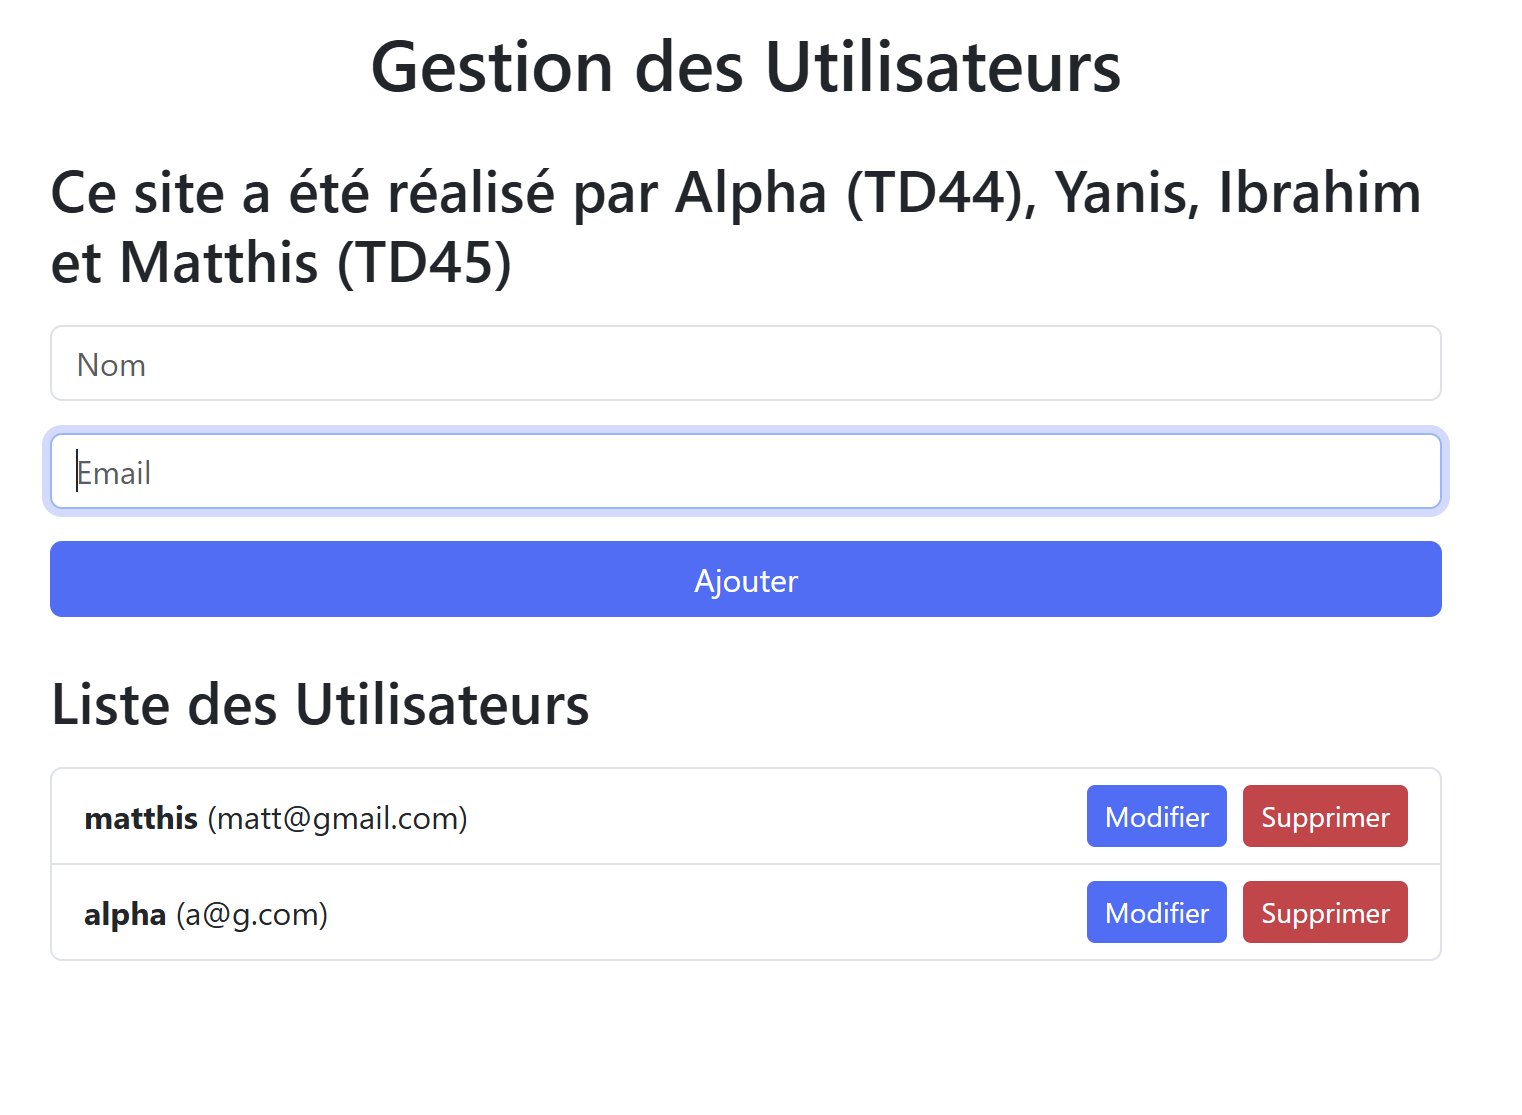 Gestion des Utilisateurs
Ce site a été réalisé par Alpha (TD44), Yanis, Ibrahim
et Matthis (TD45)
Nom
Email
Ajouter
Liste des Utilisateurs
matthis (matt@gmail.com) Modifier Supprimer
alpha (a@g.com) Modifier Supprimer